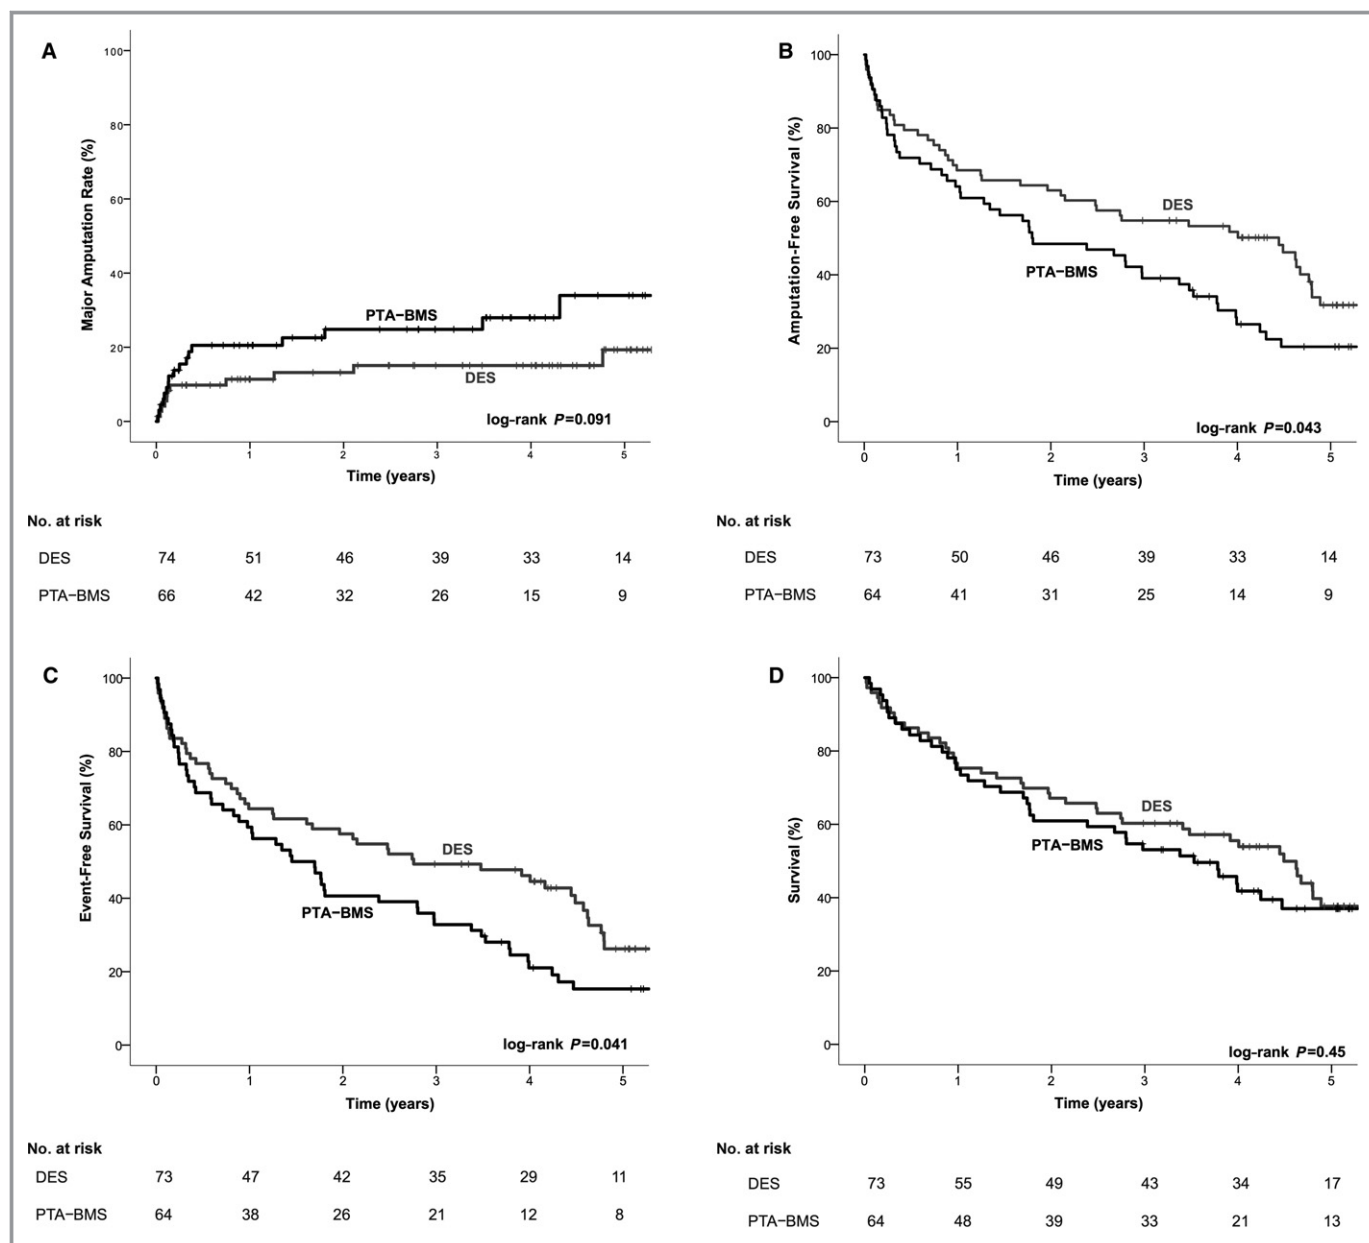 A
Major Amputation Rate (%)
100
80
60
40
20
0
PTA−BMS
DES
log-rank P=0.091
0 1 2 3 4 5
Time (years)
No. at risk
DES 74 51 46 39 33 14
PTA−BMS 66 42 32 26 15 9
B
Amputation-Free Survival (%)
100
80
60
40
20
0
DES
PTA−BMS
log-rank P=0.043
0 1 2 3 4 5
Time (years)
No. at risk
DES 73 50 46 39 33 14
PTA−BMS 64 41 31 25 14 9
C
Event-Free Survival (%)
100
80
60
40
20
0
DES
PTA−BMS
log-rank P=0.041
0 1 2 3 4 5
Time (years)
No. at risk
DES 73 47 42 35 29 11
PTA−BMS 64 38 26 21 12 8
D
Survival (%)
100
80
60
40
20
0
DES
PTA−BMS
log-rank P=0.45
0 1 2 3 4 5
Time (years)
No. at risk
DES 73 55 49 43 34 17
PTA−BMS 64 48 39 33 21 13